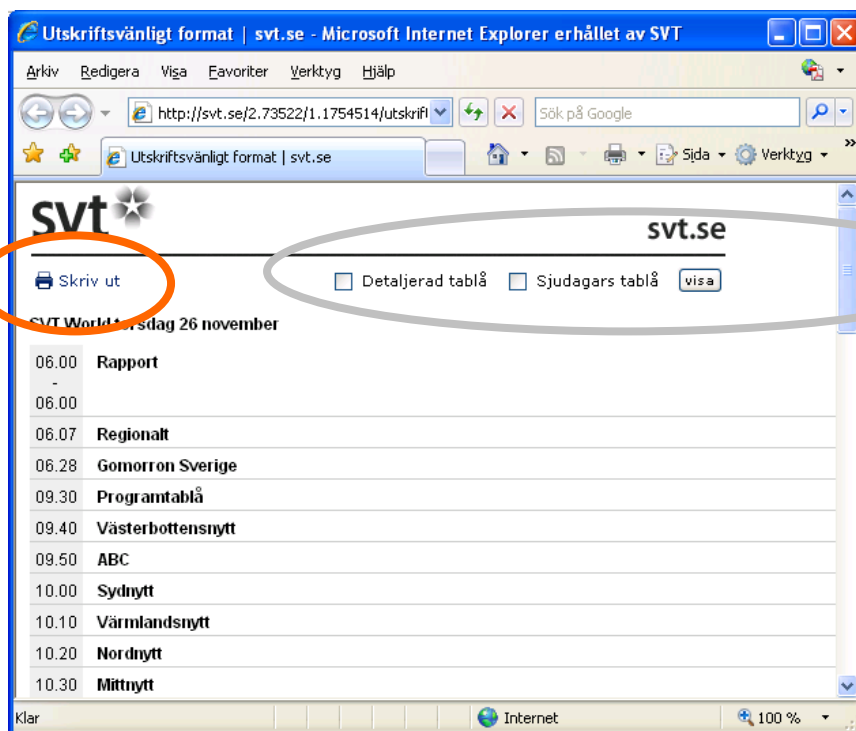 Utskriftsvänligt format | svt.se - Microsoft Internet Explorer erhållet av SVT
Arkiv Redigera Visa Favoriter Verktyg Hjälp
http://svt.se/2.73522/1.1754514/utskrif Sök på Google
Utskriftsvänligt format | svt.se Sida Verktyg »
svt
svt.se
Skriv ut Detaljerad tablå Sjudagars tablå visa
SVT World torsdag 26 november
06.00 Rapport
-
06.00
06.07 Regionalt
06.28 Gomorron Sverige
09.30 Programtablå
09.40 Västerbottensnytt
09.50 ABC
10.00 Sydnytt
10.10 Värmlandsnytt
10.20 Nordnytt
10.30 Mittnytt
Klar Internet 100 %